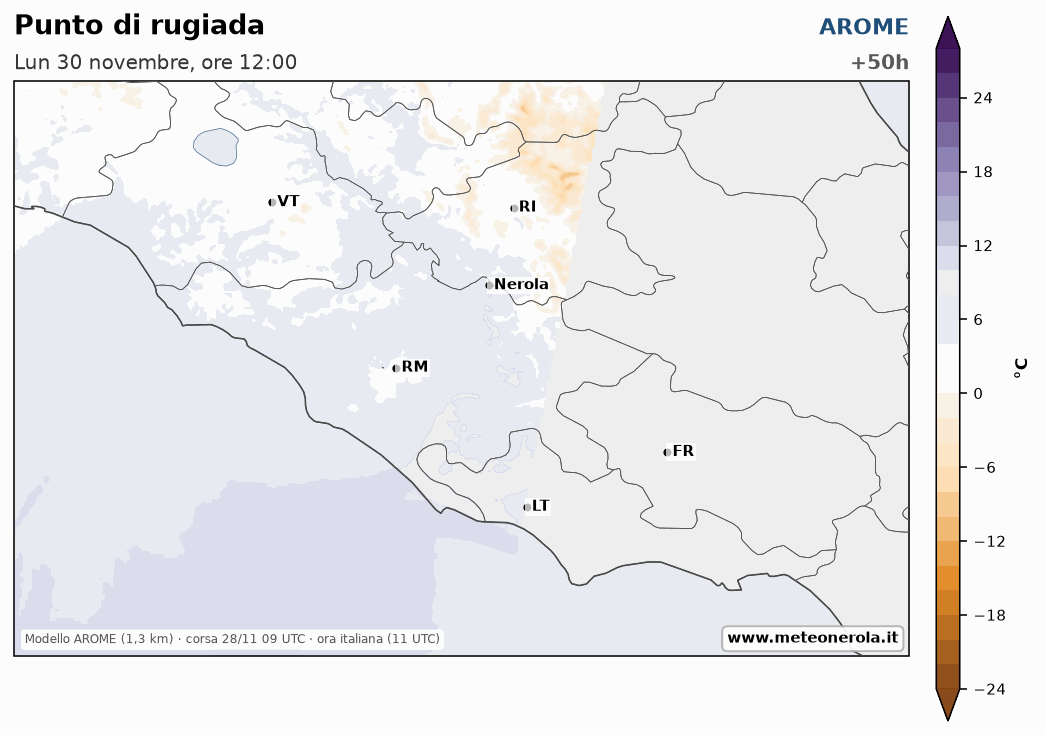 Punto di rugiada
AROME
Lun 30 novembre, ore 12:00
+50h
24
18
12
6
0
−6
−12
−18
−24
°C
VT
RI
Nerola
RM
FR
LT
Modello AROME (1,3 km) · corsa 28/11 09 UTC · ora italiana (11 UTC)
www.meteonerola.it